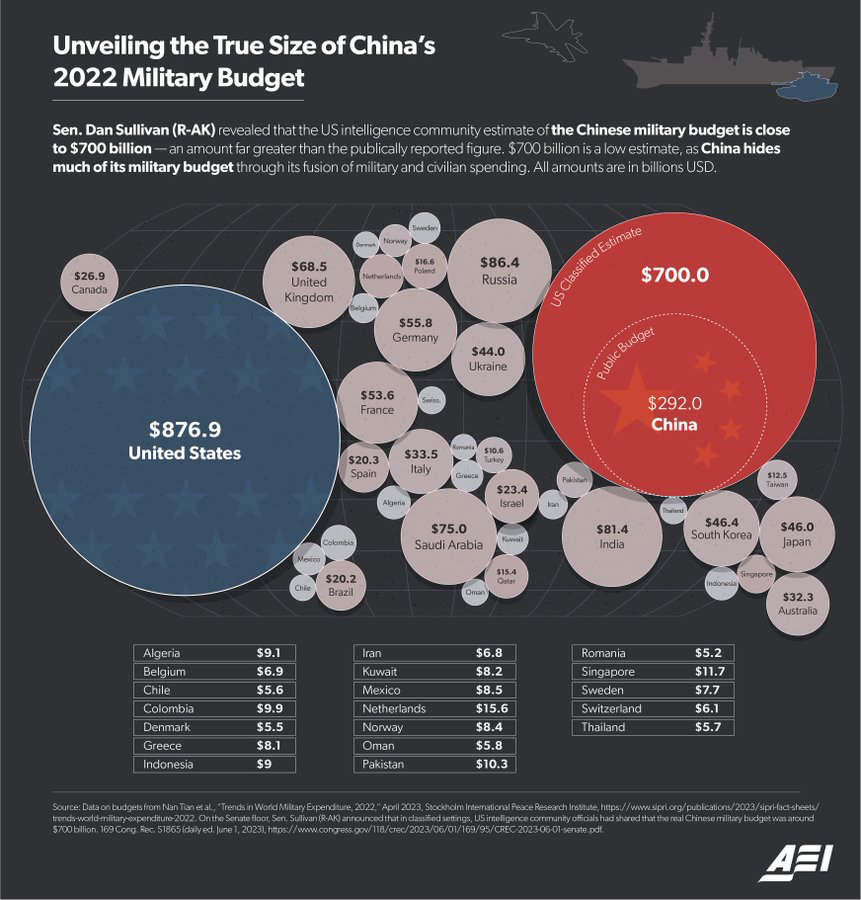 Unveiling the True Size of China's
2022 Military Budget
Sen. Dan Sullivan (R-AK) revealed that the US intelligence community estimate of the Chinese military budget is close
to $700 billion — an amount far greater than the publically reported figure. $700 billion is a low estimate, as China hides
much of its military budget through its fusion of military and civilian spending. All amounts are in billions USD.
$26.9
Canada
$876.9
United States
$68.5
United
Kingdom
Denmark
Norway
Sweden
Netherlands
$16.6
Poland
Belgium
$86.4
Russia
$55.8
Germany
$44.0
Ukraine
US Classified Estimate
$700.0
Public Budget
$292.0
China
$53.6
France
Swiss.
$20.3
Spain
$33.5
Italy
Romania
$10.6
Turkey
Greece
Algeria
$23.4
Israel
Iran
Pakistan
$75.0
Saudi Arabia
Kuwait
$15.4
Qatar
Oman
$81.4
India
Thailand
$46.4
South Korea
$12.5
Taiwan
$46.0
Japan
Indonesia
Singapore
$32.3
Australia
Colombia
Mexico
Chile
$20.2
Brazil
Algeria $9.1
Belgium $6.9
Chile $5.6
Colombia $9.9
Denmark $5.5
Greece $8.1
Indonesia $9
Iran $6.8
Kuwait $8.2
Mexico $8.5
Netherlands $15.6
Norway $8.4
Oman $5.8
Pakistan $10.3
Romania $5.2
Singapore $11.7
Sweden $7.7
Switzerland $6.1
Thailand $5.7
Source: Data on budgets from Nan Tian et al., "Trends in World Military Expenditure, 2022," April 2023, Stockholm International Peace Research Institute, https://www.sipri.org/publications/2023/sipri-fact-sheets/
trends-world-military-expenditure-2022. On the Senate floor, Sen. Sullivan (R-AK) announced that in classified settings, US intelligence community officials had shared that the real Chinese military budget was around
$700 billion. 169 Cong. Rec. S1865 (daily ed. June 1, 2023), https://www.congress.gov/118/crec/2023/06/01/169/95/CREC-2023-06-01-senate.pdf.
AEI